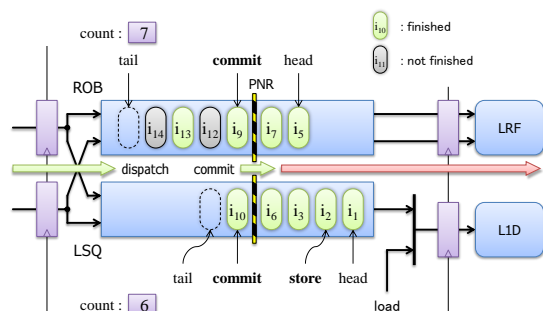 count : 7
i10 : finished
i11 : not finished
tail
commit
head
ROB
PNR
i14
i13
i12
i9
i7
i5
LRF
dispatch
commit
i10
i6
i3
i2
i1
L1D
LSQ
tail
commit
store
head
load
count : 6